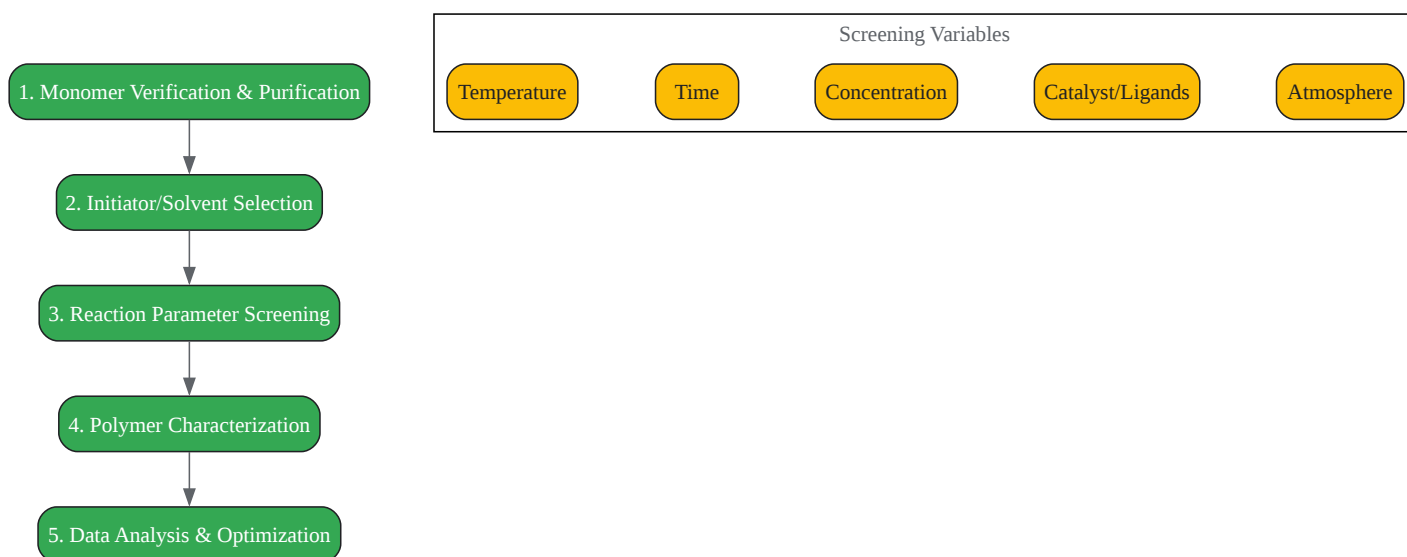 Screening Variables
1. Monomer Verification & Purification
Temperature
Time
Concentration
Catalyst/Ligands
Atmosphere
2. Initiator/Solvent Selection
3. Reaction Parameter Screening
4. Polymer Characterization
5. Data Analysis & Optimization